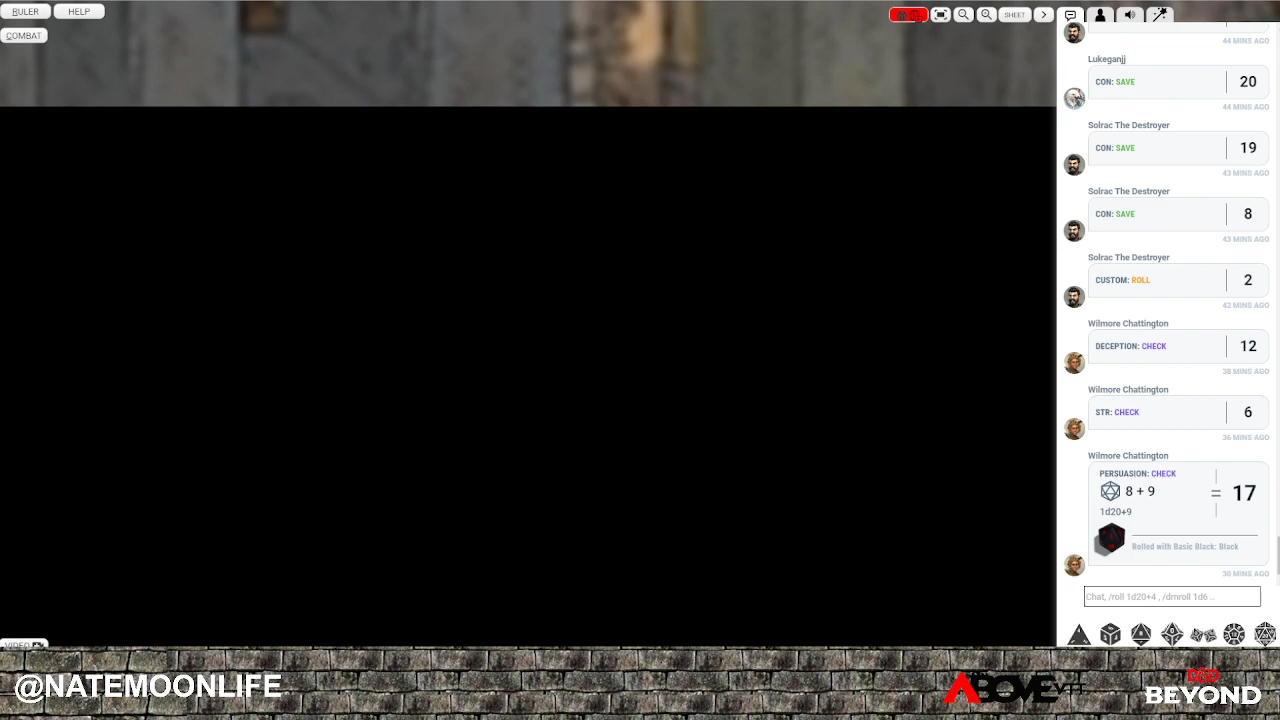 RULER
HELP
SHEET
COMBAT
44 MINS AGO
Lukeganjj
CON: SAVE
20
44 MINS AGO
Solrac The Destroyer
CON: SAVE
19
43 MINS AGO
Solrac The Destroyer
CON: SAVE
8
43 MINS AGO
Solrac The Destroyer
CUSTOM: ROLL
2
42 MINS AGO
Wilmore Chattington
DECEPTION: CHECK
12
38 MINS AGO
Wilmore Chattington
STR: CHECK
6
36 MINS AGO
Wilmore Chattington
PERSUASION: CHECK
8 + 9
= 17
1d20+9
Rolled with Basic Black: Black
30 MINS AGO
Chat, /roll 1d20+4 , /dmroll 1d6 ..
VIDEO
@NATEMOONLIFE
ABOVEVTT
D&D
BEYOND